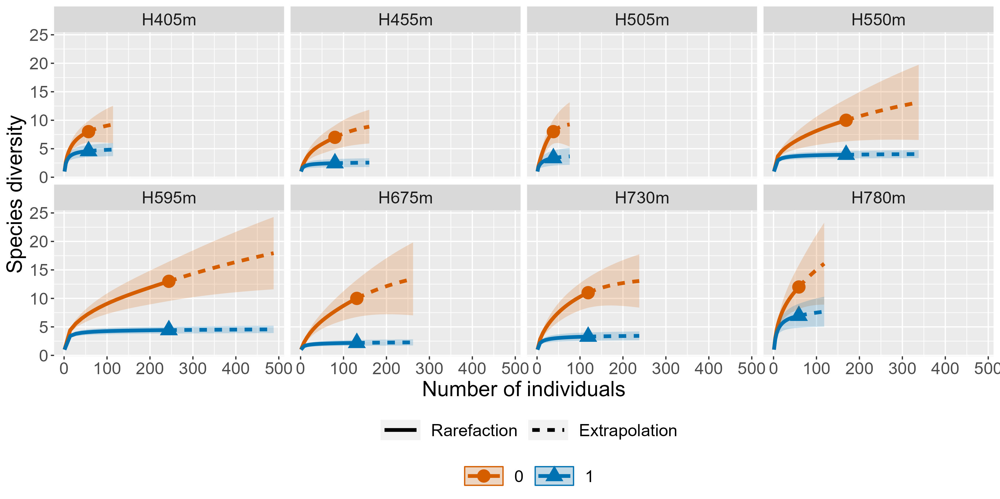 H405m H455m H505m H550m
25
20
15
10
5
0
Species diversity
H595m H675m H730m H780m
25
20
15
10
5
0
0 100 200 300 400 500 0 100 200 300 400 500 0 100 200 300 400 500 0 100 200 300 400 500
Number of individuals
Rarefaction Extrapolation
0 1